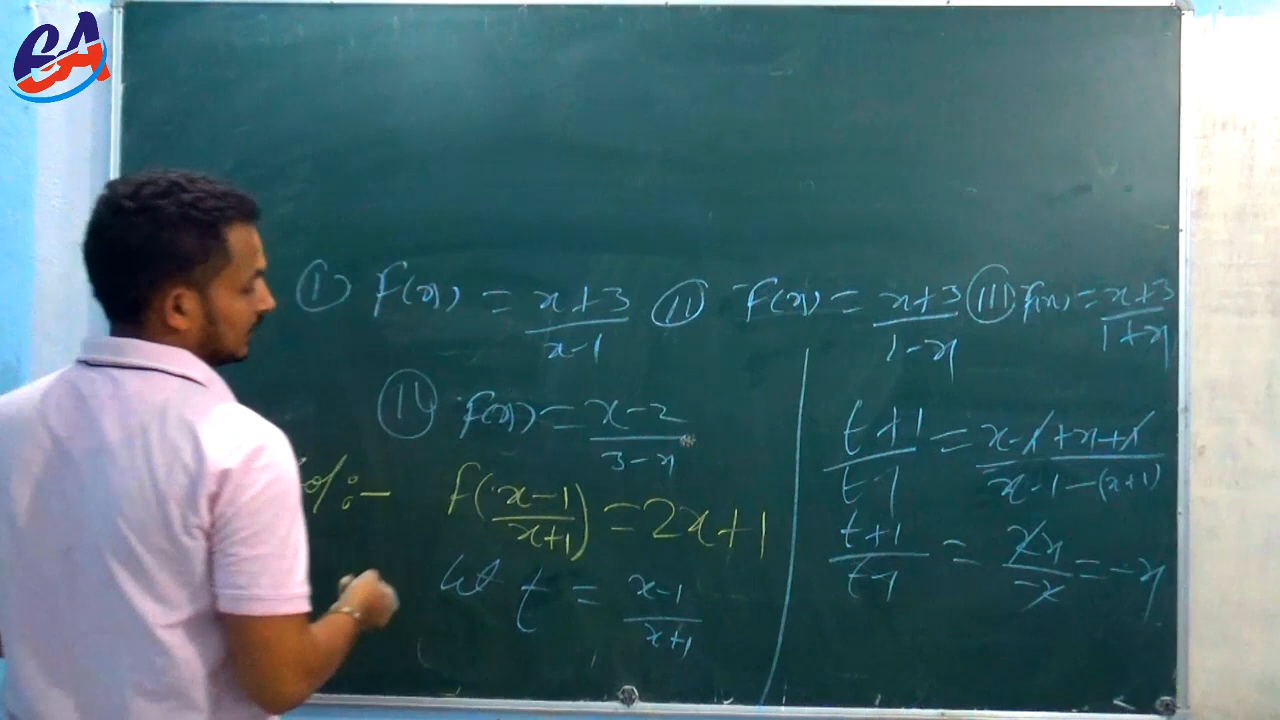 EA
(I) f(x) = x+3/x-1 (II) f(x) = x+3/1-x (III) f(x) = x+3/1+x
(IV) f(x) = x-2/3-x
Sol:- f(x-1/x+1) = 2x+1
let t = x-1/x+1
t+1/t-1 = x-1+x+1/x-1-(x+1)
t+1/t-1 = 2x/-2 = -x